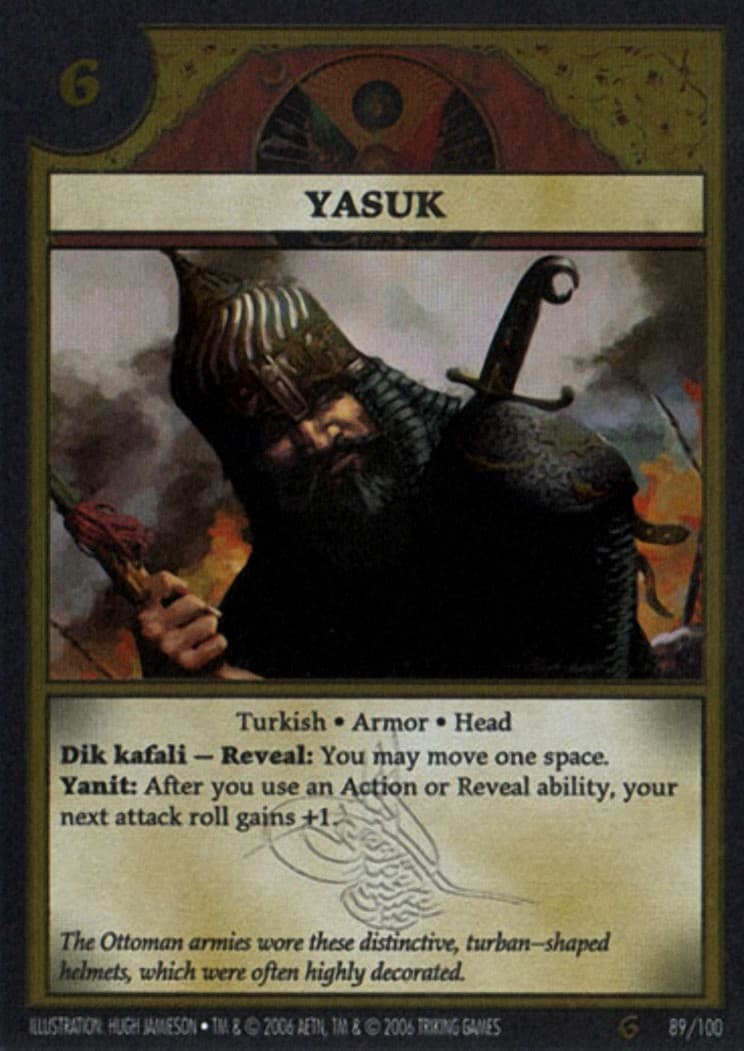 6
YASUK
Turkish • Armor • Head
Dik kafali – Reveal: You may move one space.
Yanit: After you use an Action or Reveal ability, your
next attack roll gains +1.
The Ottoman armies wore these distinctive, turban–shaped
helmets, which were often highly decorated.
ILLUSTRATION: HUGH JAMIESON • TM & © 2006 AETN, TM & © 2006 TRIKING GAMES
G 89/100